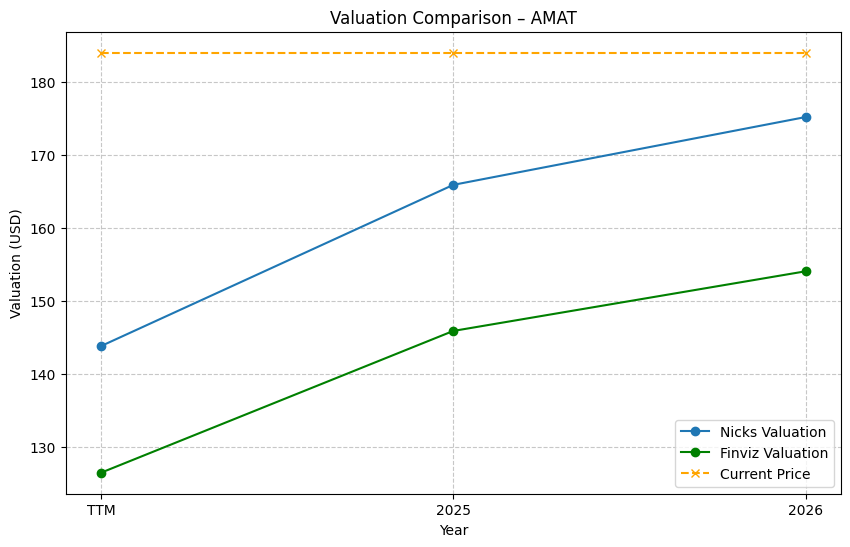 Valuation Comparison – AMAT
Valuation (USD)
180
170
160
150
140
130
TTM
2025
2026
Year
Nicks Valuation
Finviz Valuation
Current Price